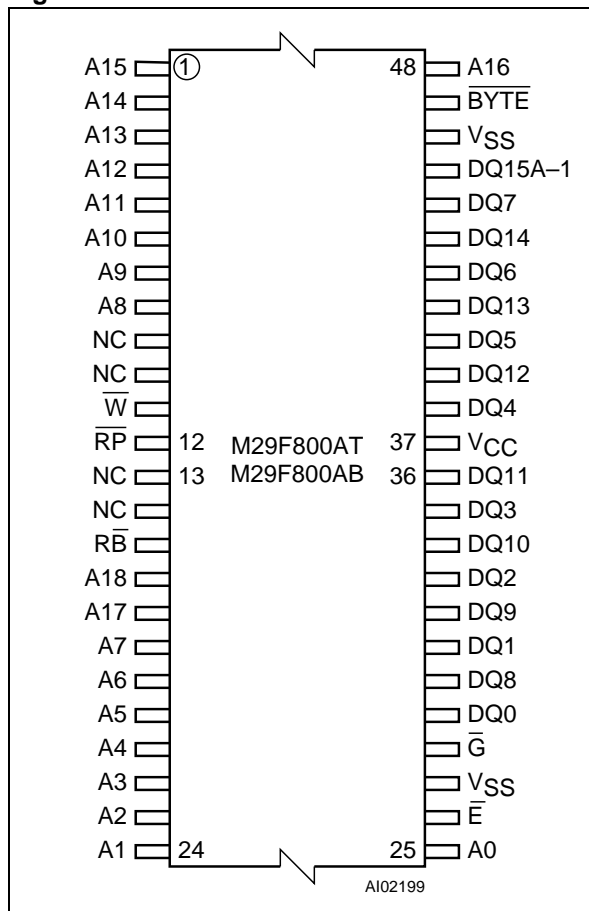 A15 1 48 A16
A14 B̅Y̅T̅E̅
A13 VSS
A12 DQ15A–1
A11 DQ7
A10 DQ14
A9 DQ6
A8 DQ13
NC DQ5
NC DQ12
W̅ DQ4
R̅P̅ 12 M29F800AT 37 VCC
NC 13 M29F800AB 36 DQ11
NC DQ3
RB̅ DQ10
A18 DQ2
A17 DQ9
A7 DQ1
A6 DQ8
A5 DQ0
A4 G̅
A3 VSS
A2 E̅
A1 24 25 A0
AI02199